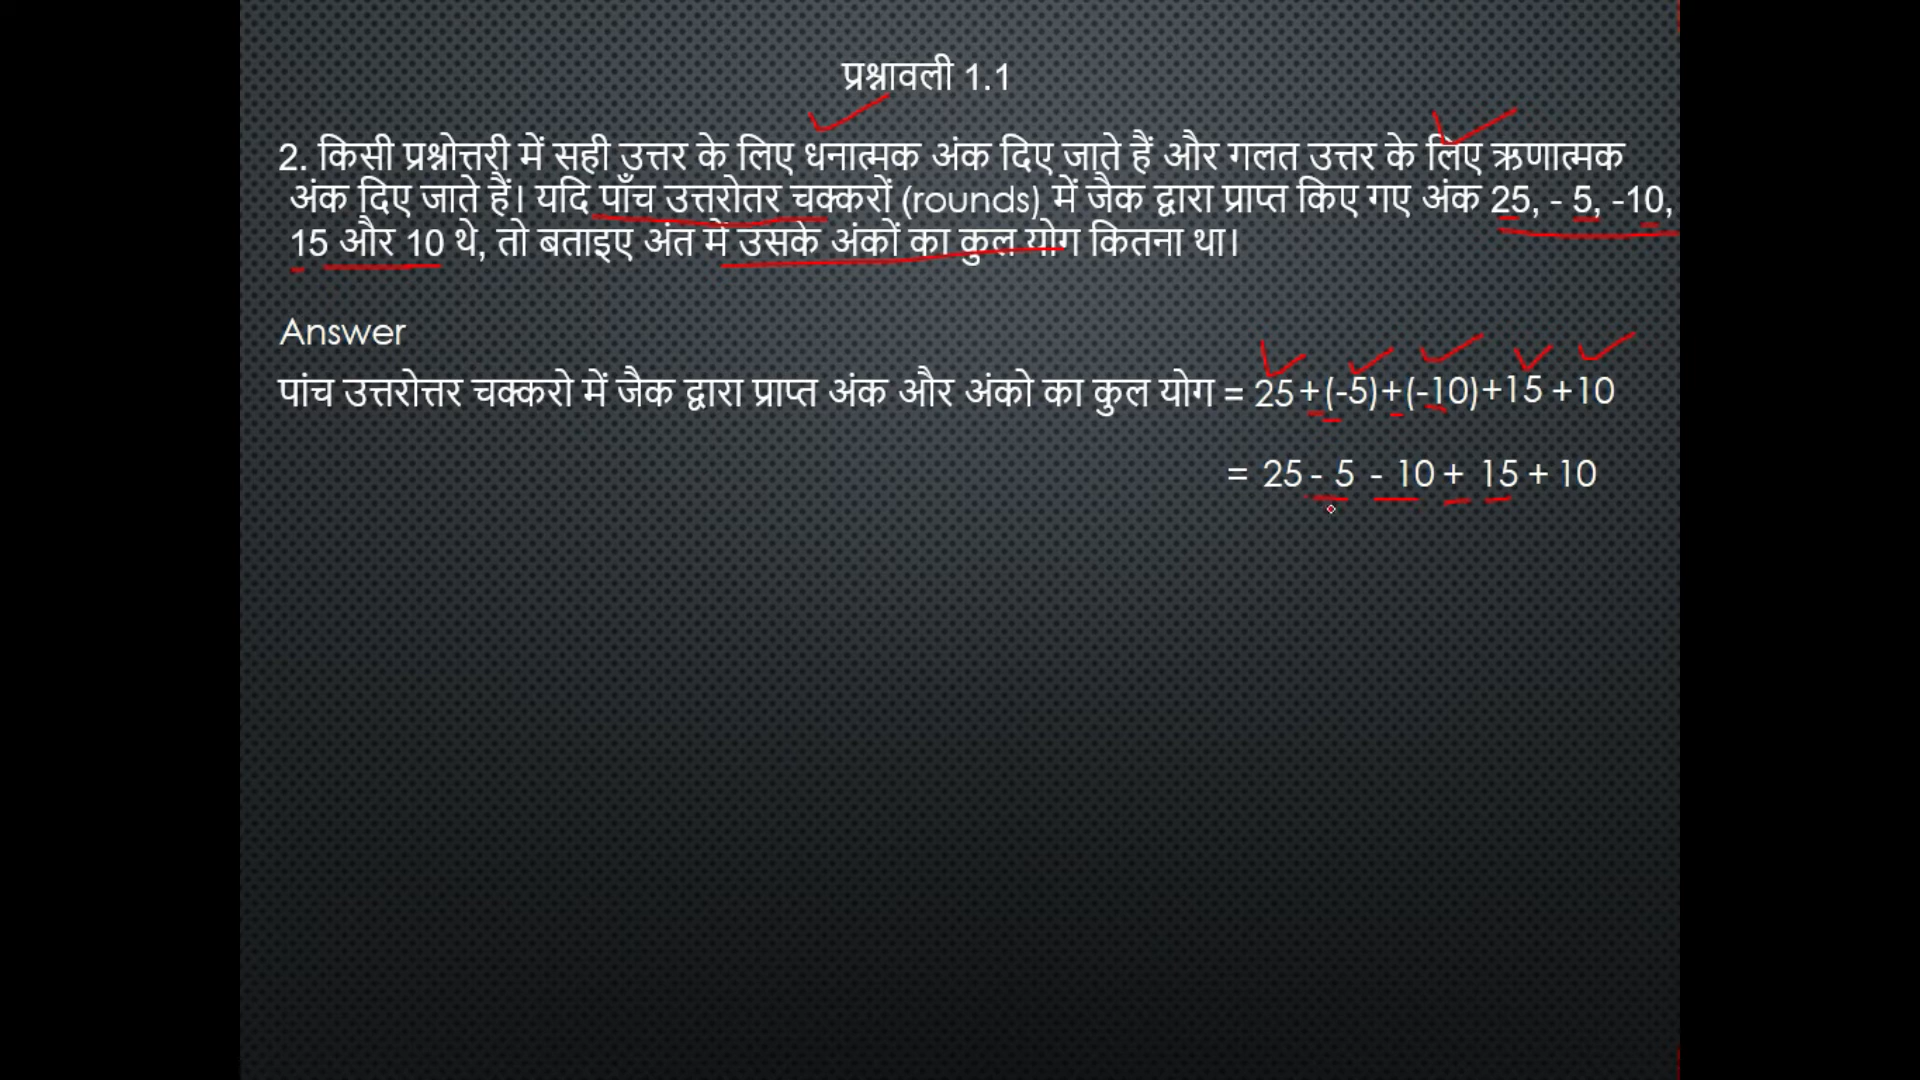 प्रश्नावली 1.1
2. किसी प्रश्नोत्तरी में सही उत्तर के लिए धनात्मक अंक दिए जाते हैं और गलत उत्तर के लिए ऋणात्मक
अंक दिए जाते हैं। यदि पाँच उत्तरोतर चक्करों (rounds) में जैक द्वारा प्राप्त किए गए अंक 25, - 5, -10,
15 और 10 थे, तो बताइए अंत में उसके अंकों का कुल योग कितना था।
Answer
पांच उत्तरोत्तर चक्करो में जैक द्वारा प्राप्त अंक और अंको का कुल योग = 25+(-5)+(-10)+15 +10
= 25 - 5 - 10 + 15 + 10